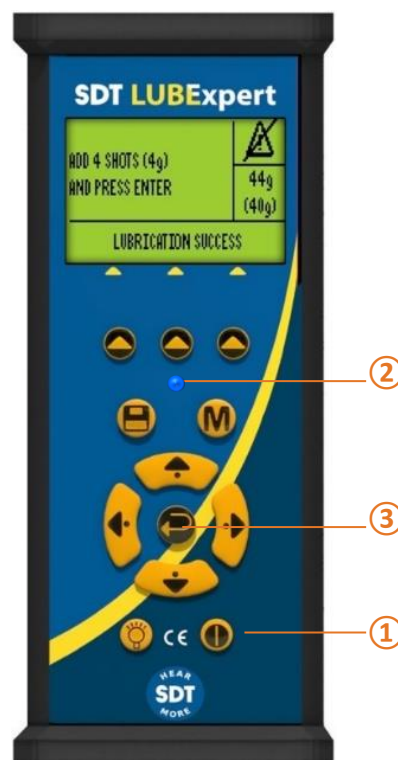 SDT LUBExpert
ADD 4 SHOTS (4g)
AND PRESS ENTER
44g
(40g)
LUBRICATION SUCCESS
②
M
③
CE
①
HEAR
SDT
MORE